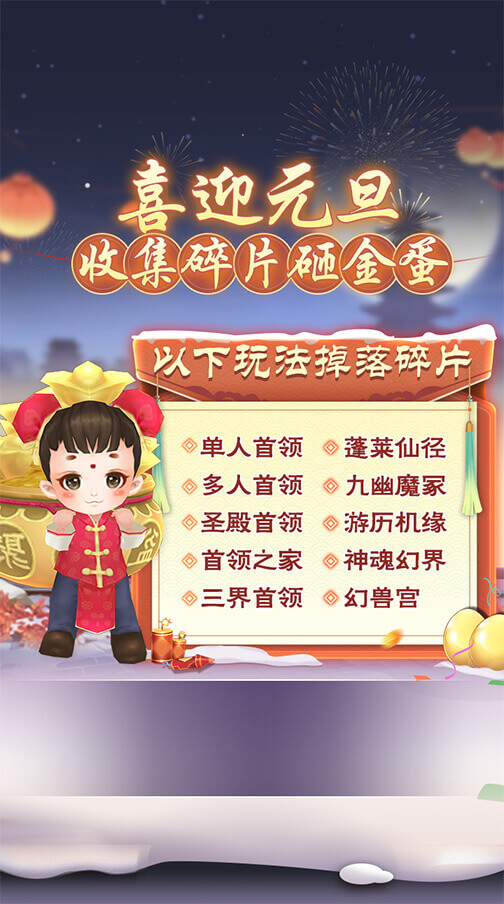 喜迎元旦
收集碎片砸金蛋
以下玩法掉落碎片
单人首领
蓬莱仙径
多人首领
九幽魔冢
圣殿首领
游历机缘
首领之家
神魂幻界
三界首领
幻兽宫